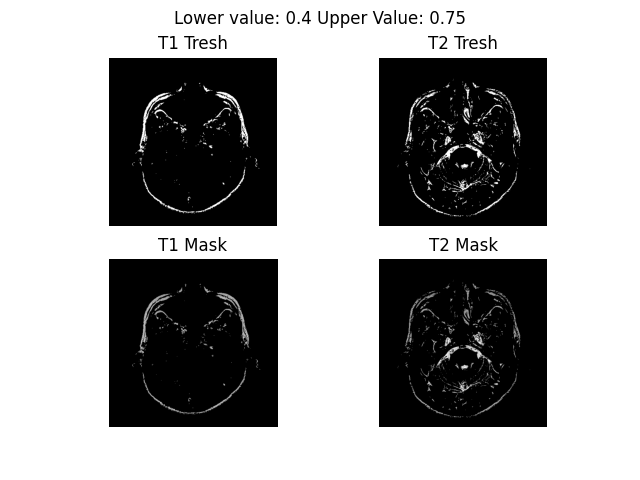 Lower value: 0.4 Upper Value: 0.75
T1 Tresh
T2 Tresh
T1 Mask
T2 Mask